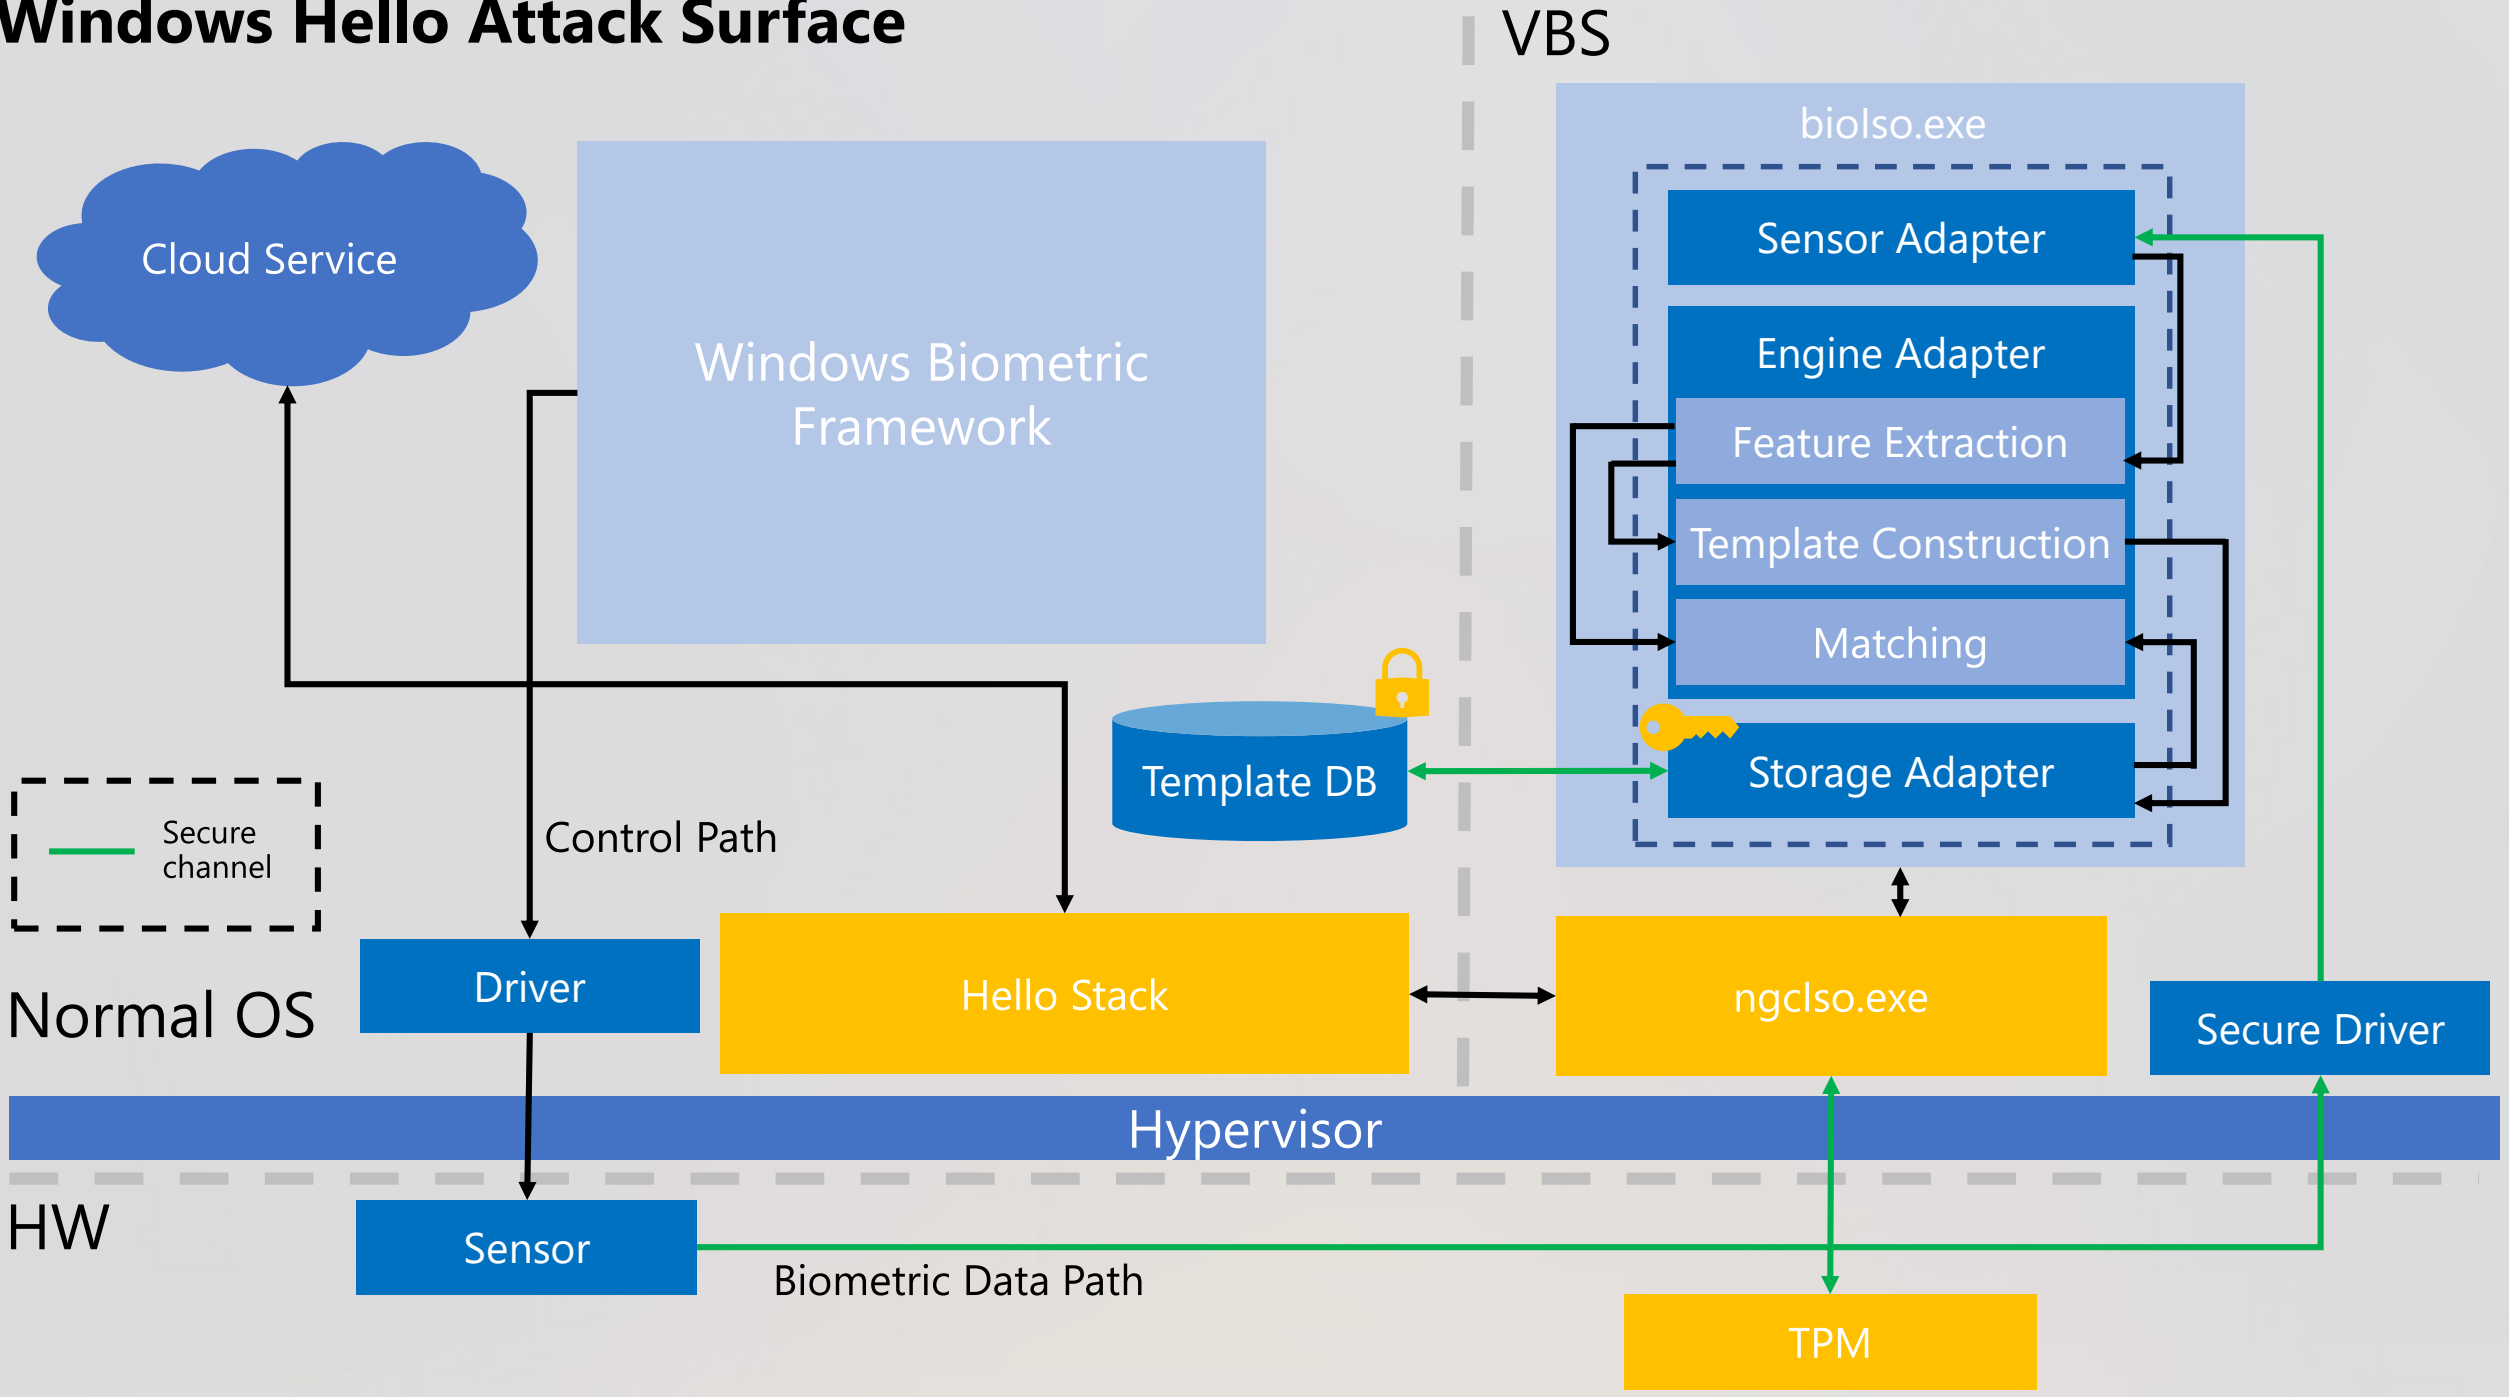 Windows Hello Attack Surface
VBS
bioIso.exe
Cloud Service
Windows Biometric
Framework
Sensor Adapter
Engine Adapter
Feature Extraction
Template Construction
Matching
Template DB
Storage Adapter
Secure
channel
Control Path
Normal OS
Driver
Hello Stack
ngcIso.exe
Secure Driver
Hypervisor
HW
Sensor
Biometric Data Path
TPM